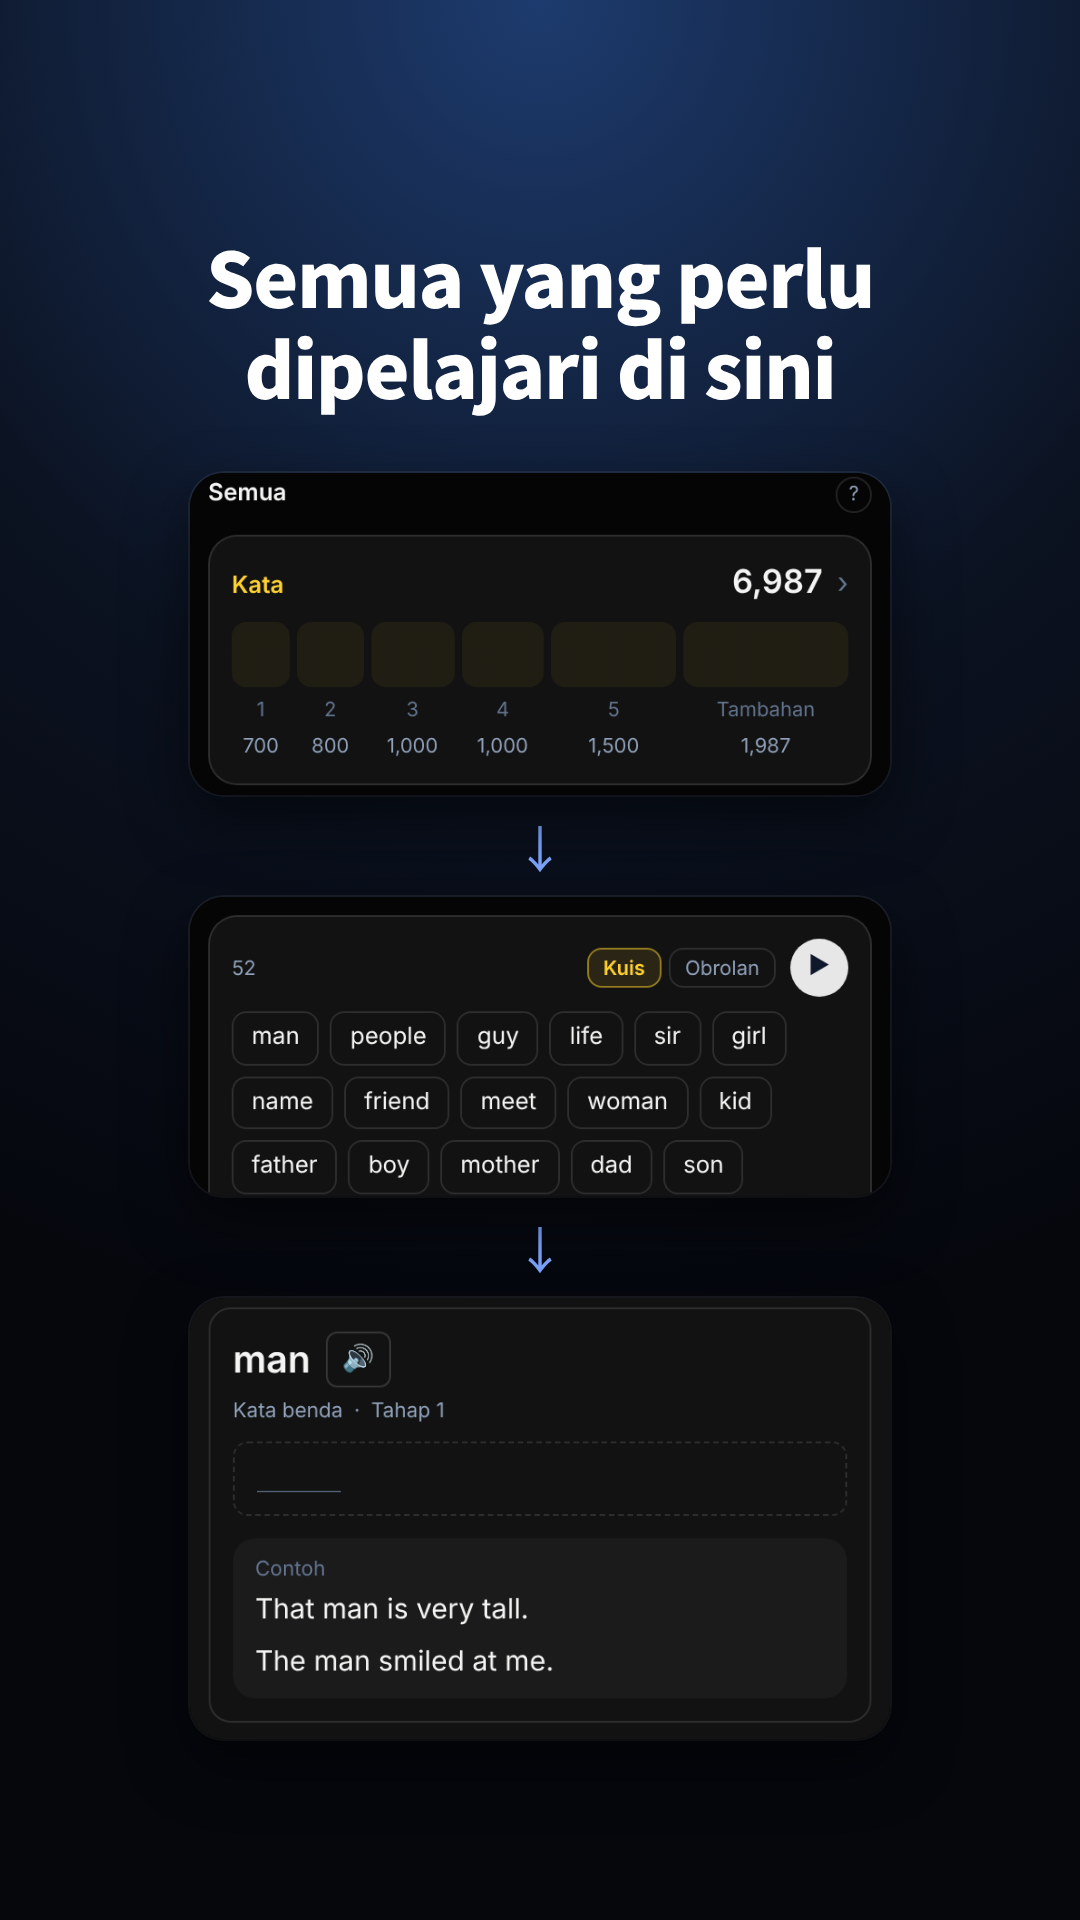 Semua yang perlu
dipelajari di sini
Semua ?
Kata 6,987 ›
1 2 3 4 5 Tambahan
700 800 1,000 1,000 1,500 1,987
52 Kuis Obrolan
man people guy life sir girl
name friend meet woman kid
father boy mother dad son
man
Kata benda · Tahap 1
Contoh
That man is very tall.
The man smiled at me.